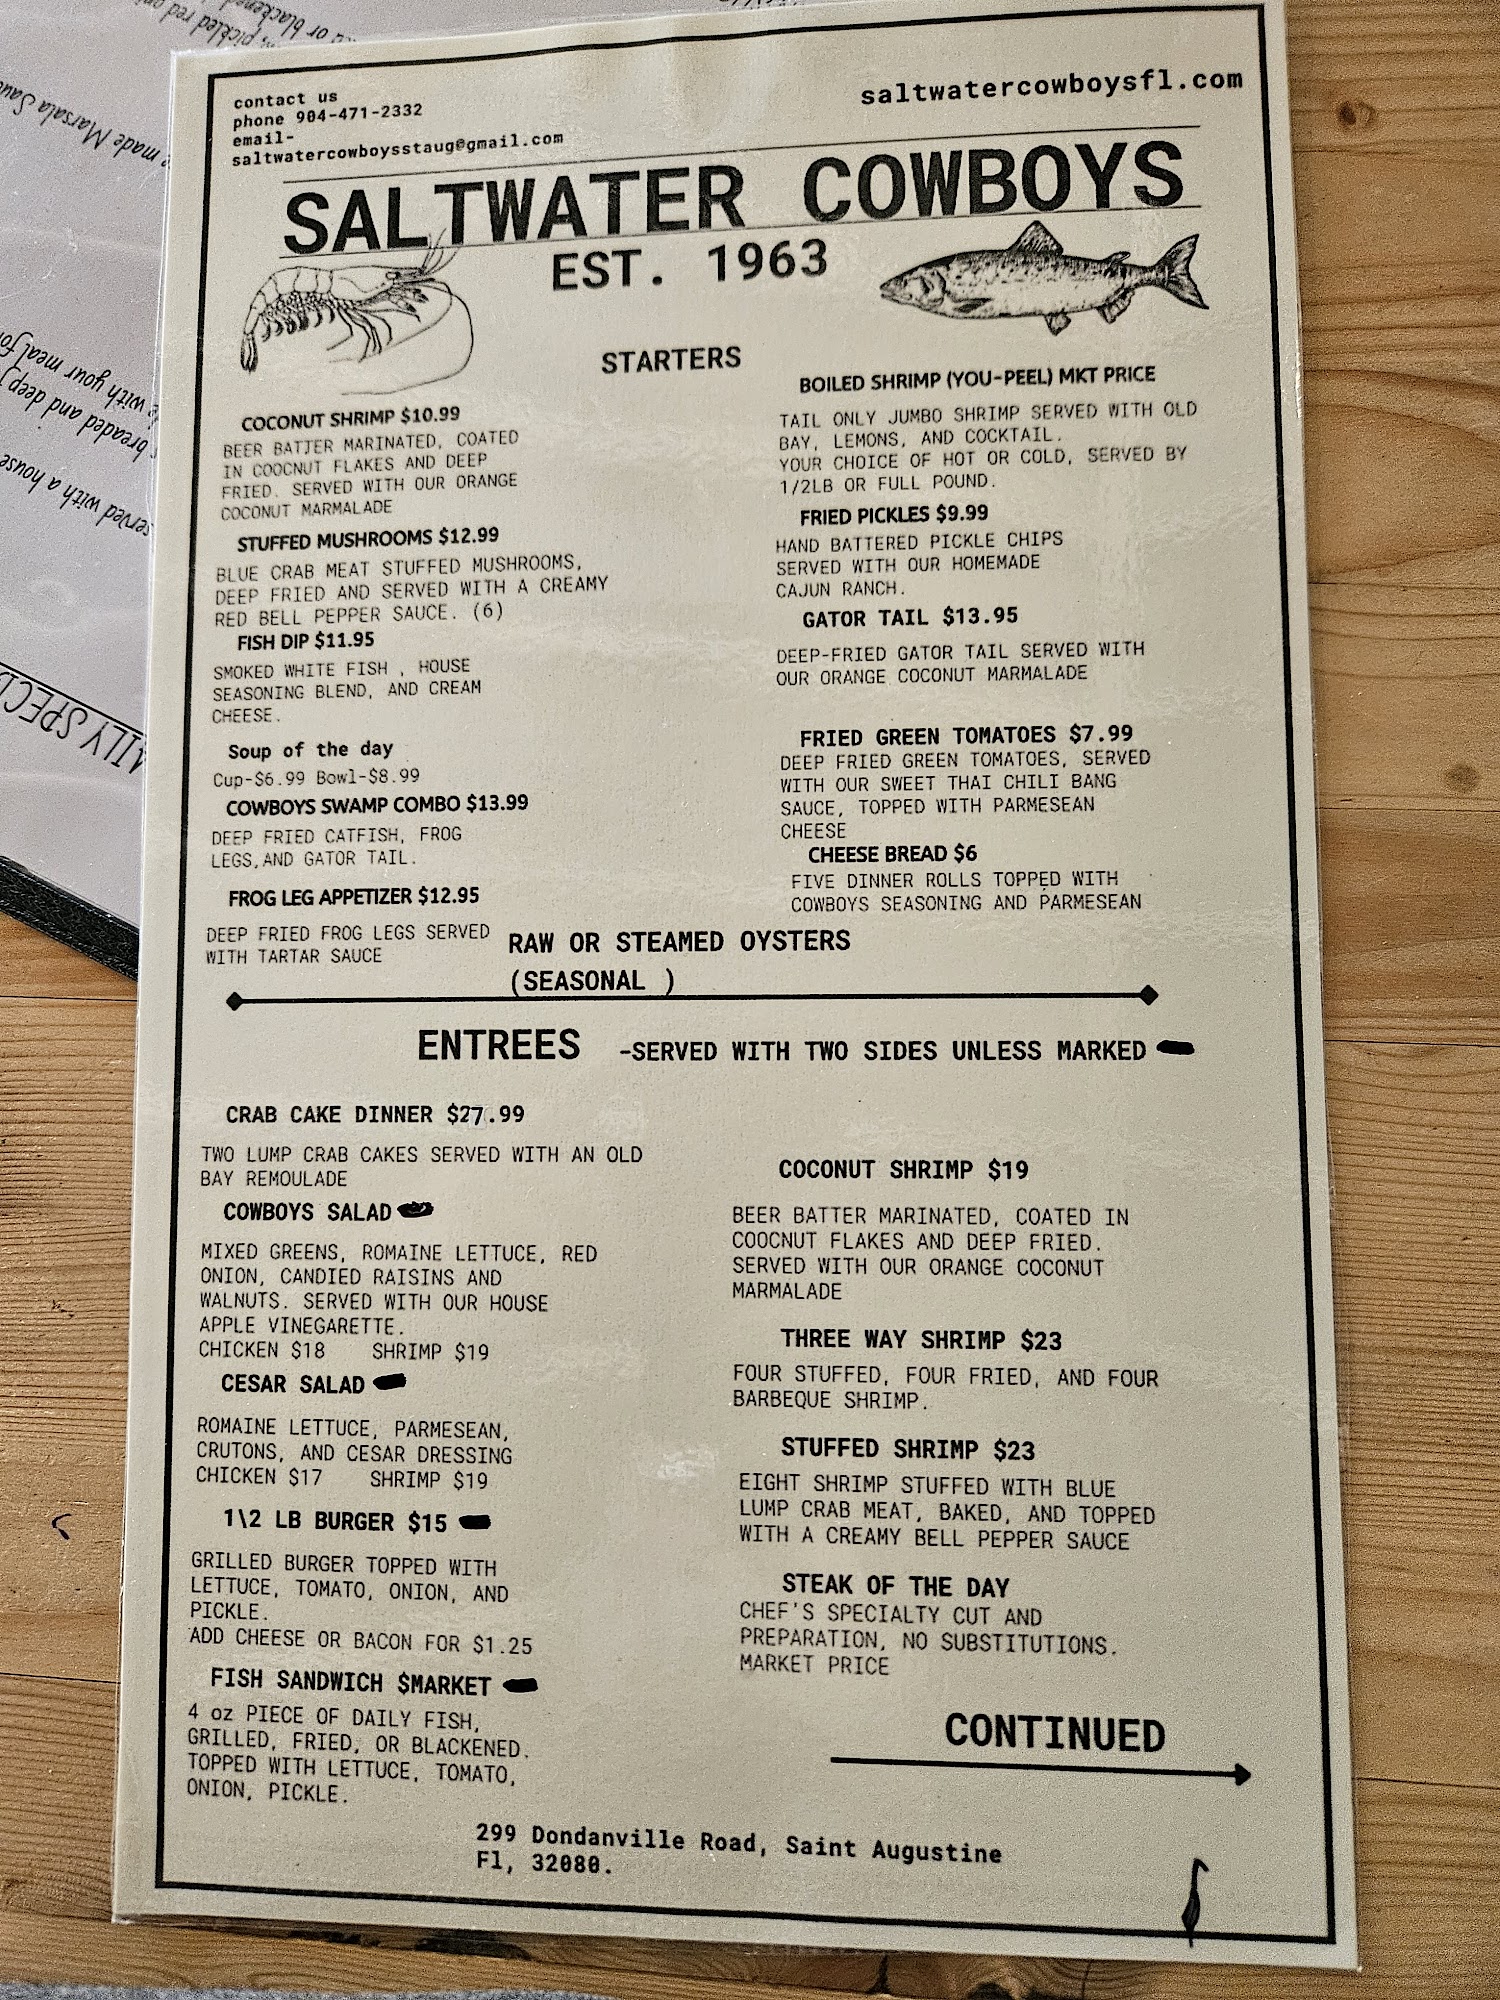 contact us
phone 904-471-2332
email-
saltwatercowboysstaug@gmail.com
saltwatercowboysfl.com
SALTWATER COWBOYS
EST. 1963
STARTERS
COCONUT SHRIMP $10.99
BEER BATTER MARINATED, COATED
IN COOCNUT FLAKES AND DEEP
FRIED. SERVED WITH OUR ORANGE
COCONUT MARMALADE
STUFFED MUSHROOMS $12.99
BLUE CRAB MEAT STUFFED MUSHROOMS,
DEEP FRIED AND SERVED WITH A CREAMY
RED BELL PEPPER SAUCE. (6)
FISH DIP $11.95
SMOKED WHITE FISH , HOUSE
SEASONING BLEND, AND CREAM
CHEESE.
Soup of the day
Cup-$6.99 Bowl-$8.99
COWBOYS SWAMP COMBO $13.99
DEEP FRIED CATFISH, FROG
LEGS,AND GATOR TAIL.
FROG LEG APPETIZER $12.95
DEEP FRIED FROG LEGS SERVED
WITH TARTAR SAUCE
BOILED SHRIMP (YOU-PEEL) MKT PRICE
TAIL ONLY JUMBO SHRIMP SERVED WITH OLD
BAY, LEMONS, AND COCKTAIL.
YOUR CHOICE OF HOT OR COLD, SERVED BY
1/2LB OR FULL POUND.
FRIED PICKLES $9.99
HAND BATTERED PICKLE CHIPS
SERVED WITH OUR HOMEMADE
CAJUN RANCH.
GATOR TAIL $13.95
DEEP-FRIED GATOR TAIL SERVED WITH
OUR ORANGE COCONUT MARMALADE
FRIED GREEN TOMATOES $7.99
DEEP FRIED GREEN TOMATOES, SERVED
WITH OUR SWEET THAI CHILI BANG
SAUCE, TOPPED WITH PARMESEAN
CHEESE
CHEESE BREAD $6
FIVE DINNER ROLLS TOPPED WITH
COWBOYS SEASONING AND PARMESEAN
RAW OR STEAMED OYSTERS
(SEASONAL )
ENTREES -SERVED WITH TWO SIDES UNLESS MARKED
CRAB CAKE DINNER $27.99
TWO LUMP CRAB CAKES SERVED WITH AN OLD
BAY REMOULADE
COWBOYS SALAD
MIXED GREENS, ROMAINE LETTUCE, RED
ONION, CANDIED RAISINS AND
WALNUTS. SERVED WITH OUR HOUSE
APPLE VINEGARETTE.
CHICKEN $18 SHRIMP $19
CESAR SALAD
ROMAINE LETTUCE, PARMESEAN,
CRUTONS, AND CESAR DRESSING
CHICKEN $17 SHRIMP $19
1\2 LB BURGER $15
GRILLED BURGER TOPPED WITH
LETTUCE, TOMATO, ONION, AND
PICKLE.
ADD CHEESE OR BACON FOR $1.25
FISH SANDWICH $MARKET
4 oz PIECE OF DAILY FISH,
GRILLED, FRIED, OR BLACKENED.
TOPPED WITH LETTUCE, TOMATO,
ONION, PICKLE.
COCONUT SHRIMP $19
BEER BATTER MARINATED, COATED IN
COOCNUT FLAKES AND DEEP FRIED.
SERVED WITH OUR ORANGE COCONUT
MARMALADE
THREE WAY SHRIMP $23
FOUR STUFFED, FOUR FRIED, AND FOUR
BARBEQUE SHRIMP.
STUFFED SHRIMP $23
EIGHT SHRIMP STUFFED WITH BLUE
LUMP CRAB MEAT, BAKED, AND TOPPED
WITH A CREAMY BELL PEPPER SAUCE
STEAK OF THE DAY
CHEF'S SPECIALTY CUT AND
PREPARATION, NO SUBSTITUTIONS.
MARKET PRICE
CONTINUED
299 Dondanville Road, Saint Augustine
Fl, 32080.
served with a house
breaded and deep
with your meal
made Marsala
pickled red
or blackened